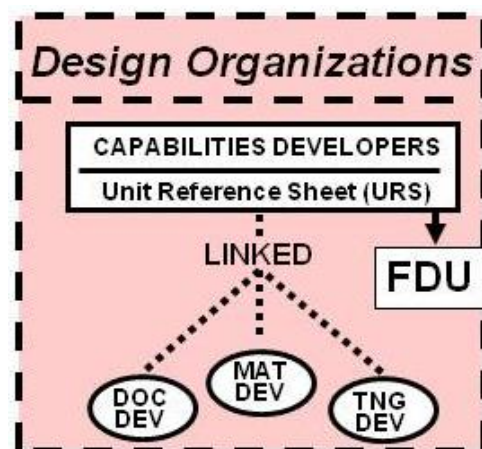 Design Organizations
CAPABILITIES DEVELOPERS
Unit Reference Sheet (URS)
LINKED
FDU
DOC
DEV
MAT
DEV
TNG
DEV